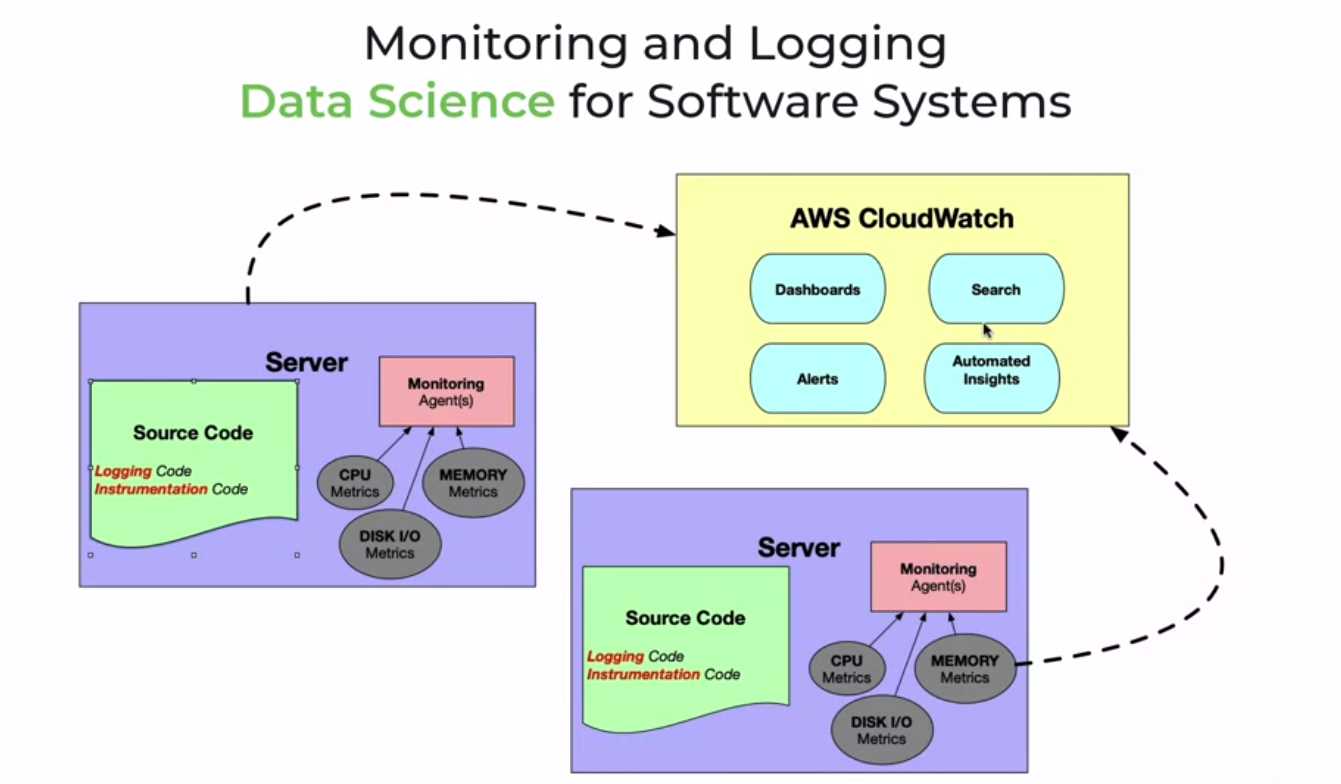 Monitoring and Logging
Data Science for Software Systems
AWS CloudWatch
Dashboards
Search
Alerts
Automated
Insights
Server
Monitoring
Agent(s)
Source Code
Logging Code
Instrumentation Code
CPU
Metrics
MEMORY
Metrics
DISK I/O
Metrics
Server
Monitoring
Agent(s)
Source Code
Logging Code
Instrumentation Code
CPU
Metrics
MEMORY
Metrics
DISK I/O
Metrics